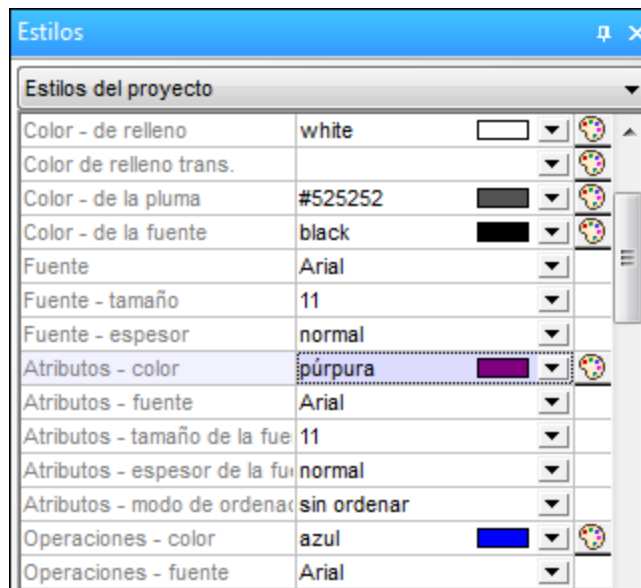 Estilos
Estilos del proyecto
Color - de relleno white
Color de relleno trans.
Color - de la pluma #525252
Color - de la fuente black
Fuente Arial
Fuente - tamaño 11
Fuente - espesor normal
Atributos - color púrpura
Atributos - fuente Arial
Atributos - tamaño de la fue 11
Atributos - espesor de la fu normal
Atributos - modo de ordenac sin ordenar
Operaciones - color azul
Operaciones - fuente Arial